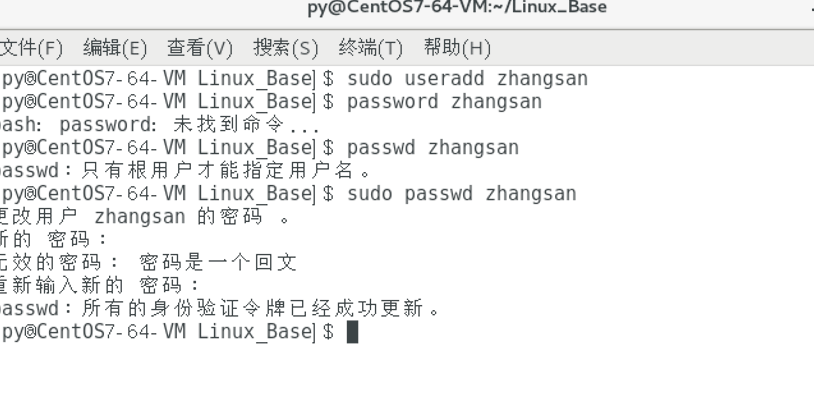 py@CentOS7-64-VM:~/Linux_Base
文件(F) 编辑(E) 查看(V) 搜索(S) 终端(T) 帮助(H)
py@CentOS7-64-VM Linux_Base]$ sudo useradd zhangsan
py@CentOS7-64-VM Linux_Base]$ password zhangsan
bash: password: 未找到命令...
py@CentOS7-64-VM Linux_Base]$ passwd zhangsan
passwd：只有根用户才能指定用户名。
py@CentOS7-64-VM Linux_Base]$ sudo passwd zhangsan
更改用户 zhangsan 的密码 。
新的 密码：
无效的密码： 密码是一个回文
重新输入新的 密码：
passwd：所有的身份验证令牌已经成功更新。
py@CentOS7-64-VM Linux_Base]$